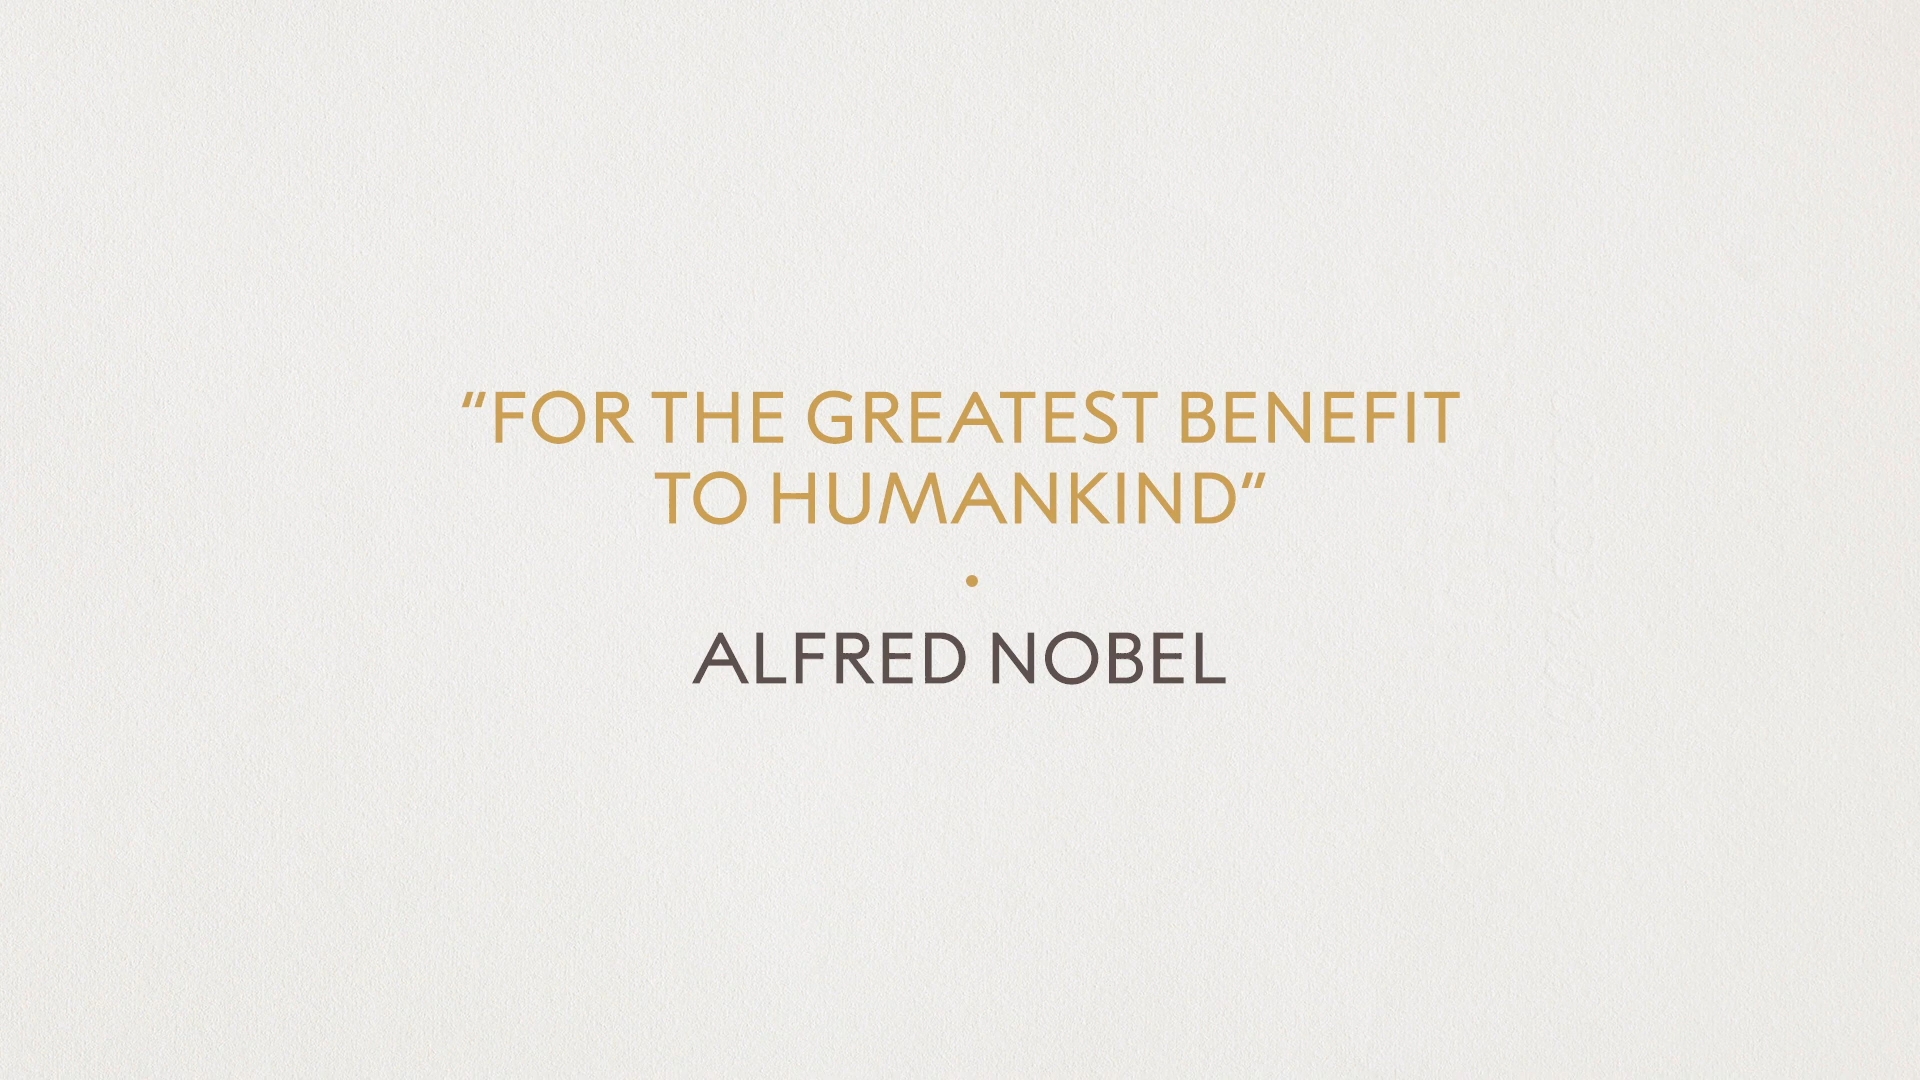 “FOR THE GREATEST BENEFIT
TO HUMANKIND”
•
ALFRED NOBEL